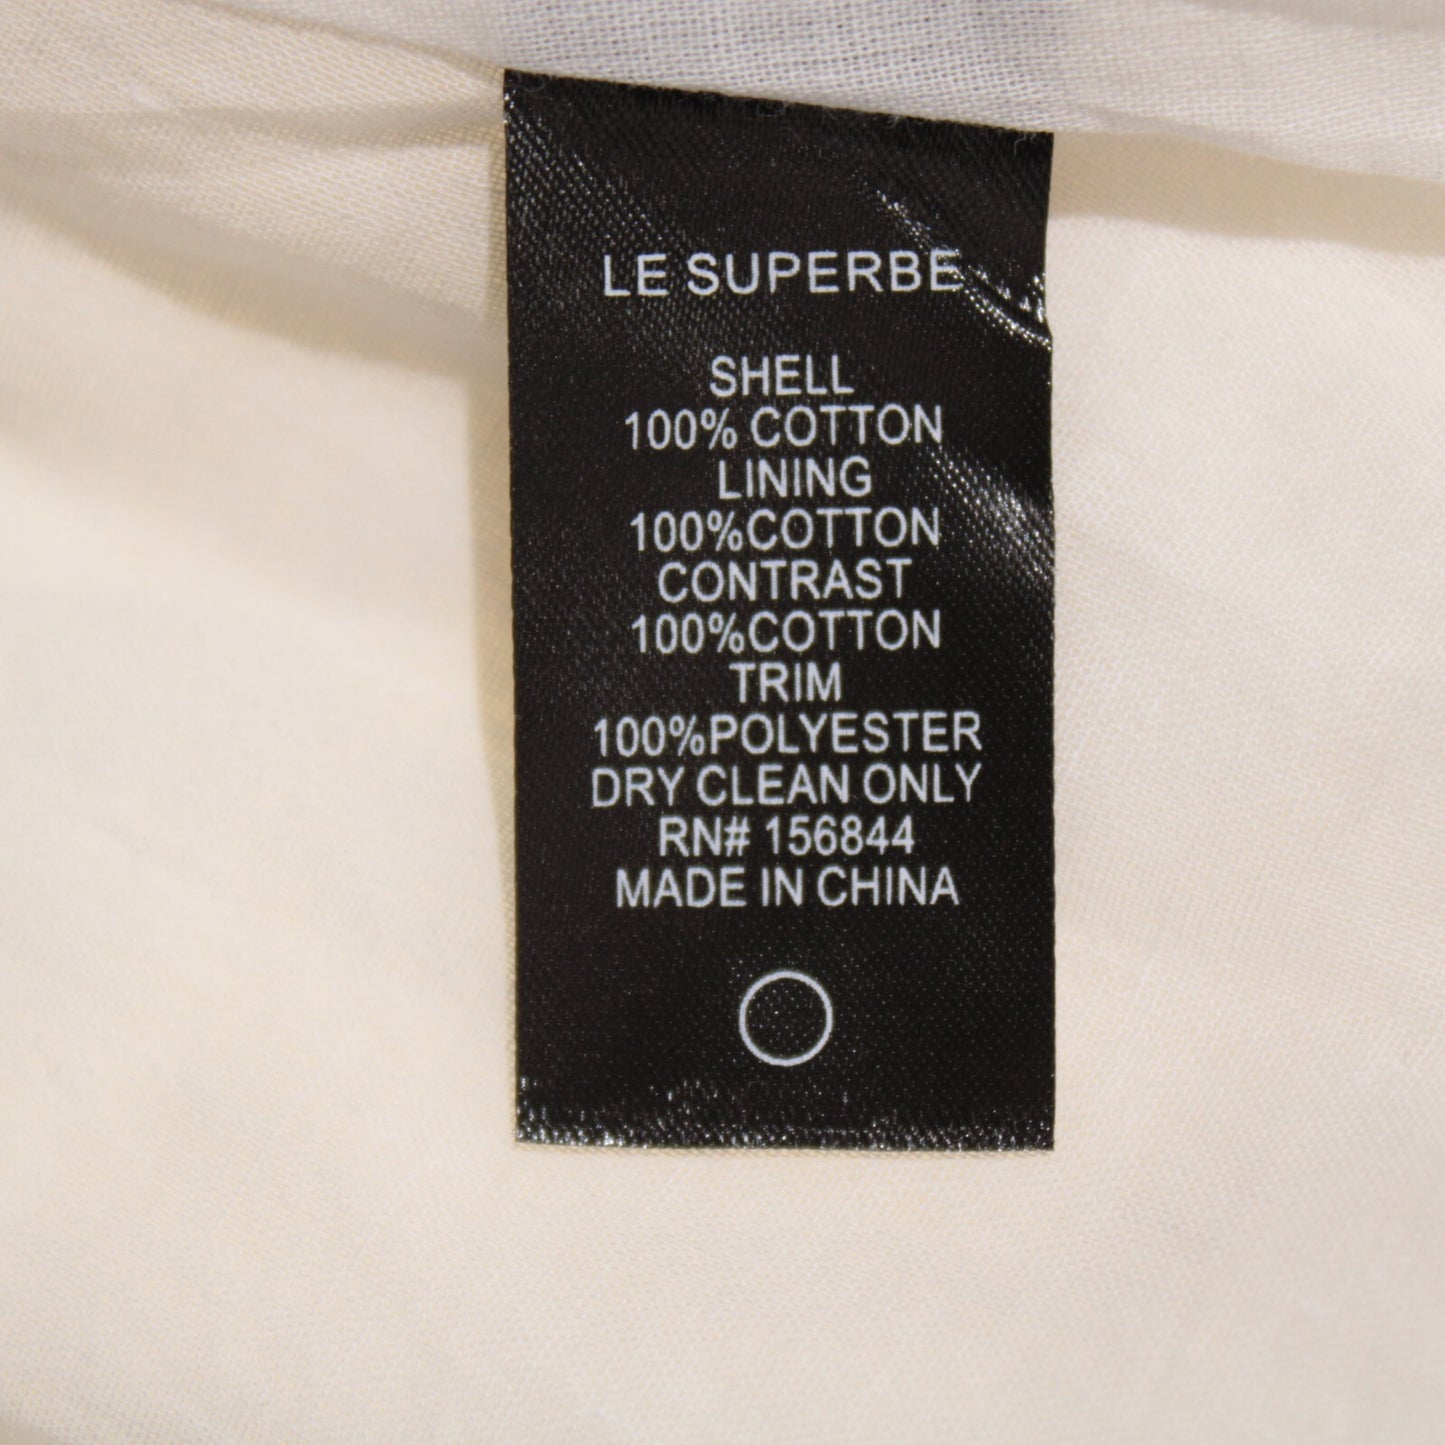 LE SUPERBE
SHELL
100% COTTON
LINING
100%COTTON
CONTRAST
100%COTTON
TRIM
100%POLYESTER
DRY CLEAN ONLY
RN# 156844
MADE IN CHINA